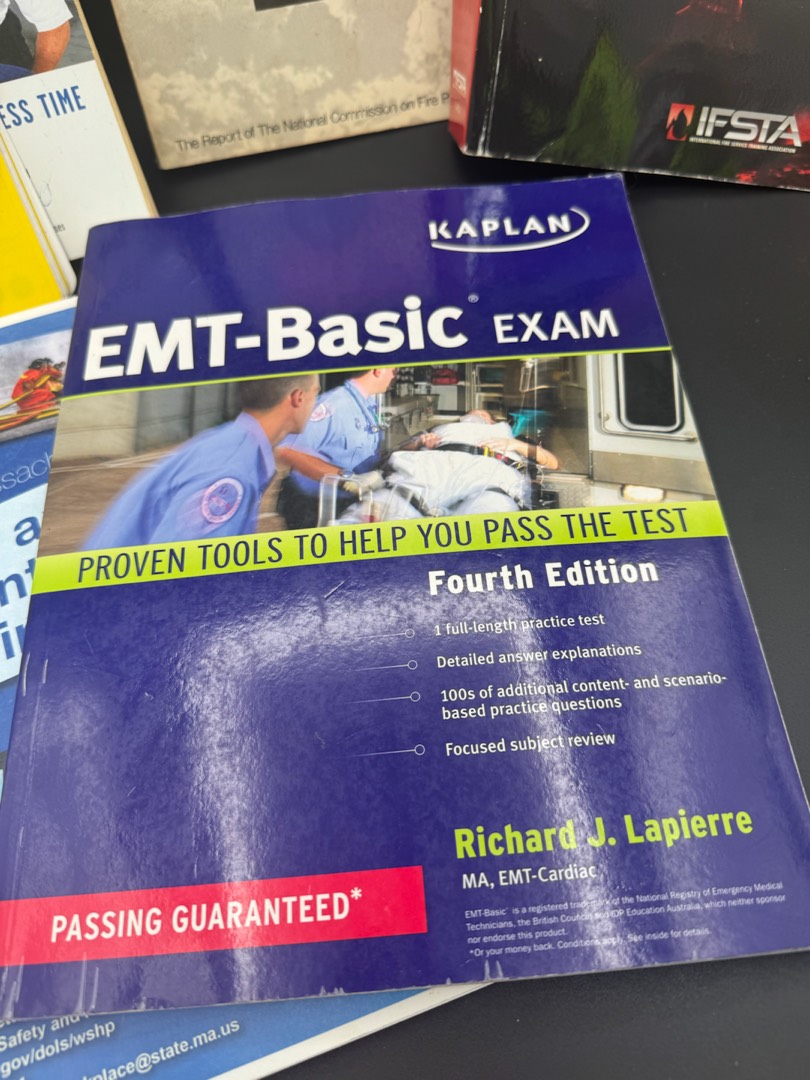 ESS TIME
The Report of The National Commission on Fire P
IFSTA
INTERNATIONAL FIRE SERVICE TRAINING ASSOCIATION
KAPLAN
EMT-Basic® EXAM
PROVEN TOOLS TO HELP YOU PASS THE TEST
Fourth Edition
1 full-length practice test
Detailed answer explanations
100s of additional content- and scenario-
based practice questions
Focused subject review
Richard J. Lapierre
MA, EMT-Cardiac
PASSING GUARANTEED*
EMT-Basic® is a registered trademark of the National Registry of Emergency Medical
Technicians, the British Council and IDP Education Australia, which neither sponsor
nor endorse this product.
*Or your money back. Conditions apply. See inside for details.
Safety and
gov/dols/wshp
place@state.ma.us